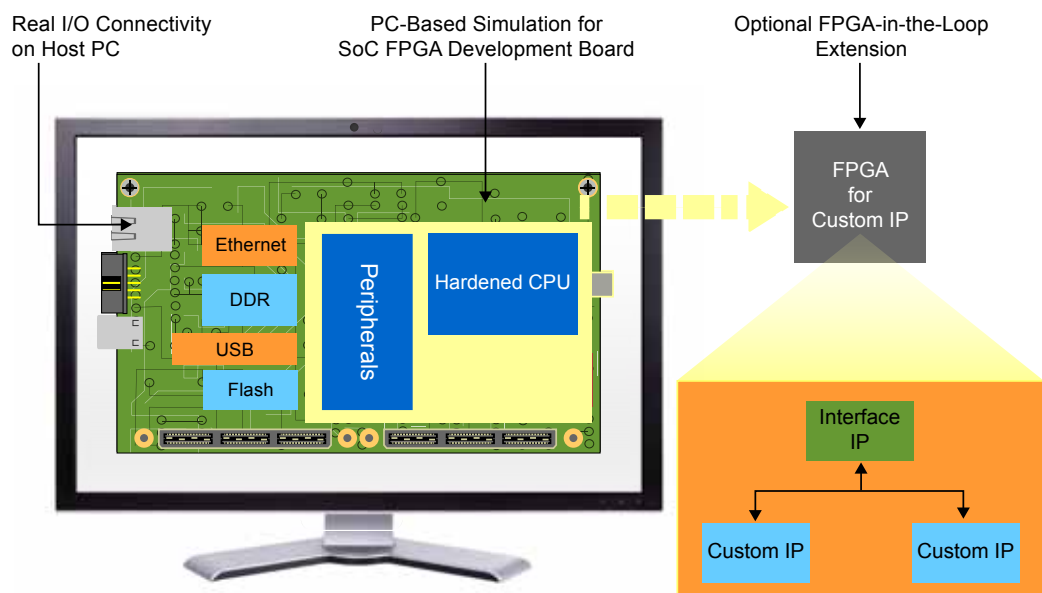 Real I/O Connectivity
on Host PC
PC-Based Simulation for
SoC FPGA Development Board
Optional FPGA-in-the-Loop
Extension
FPGA
for
Custom IP
Ethernet
DDR
USB
Flash
Peripherals
Hardened CPU
Interface
IP
Custom IP
Custom IP